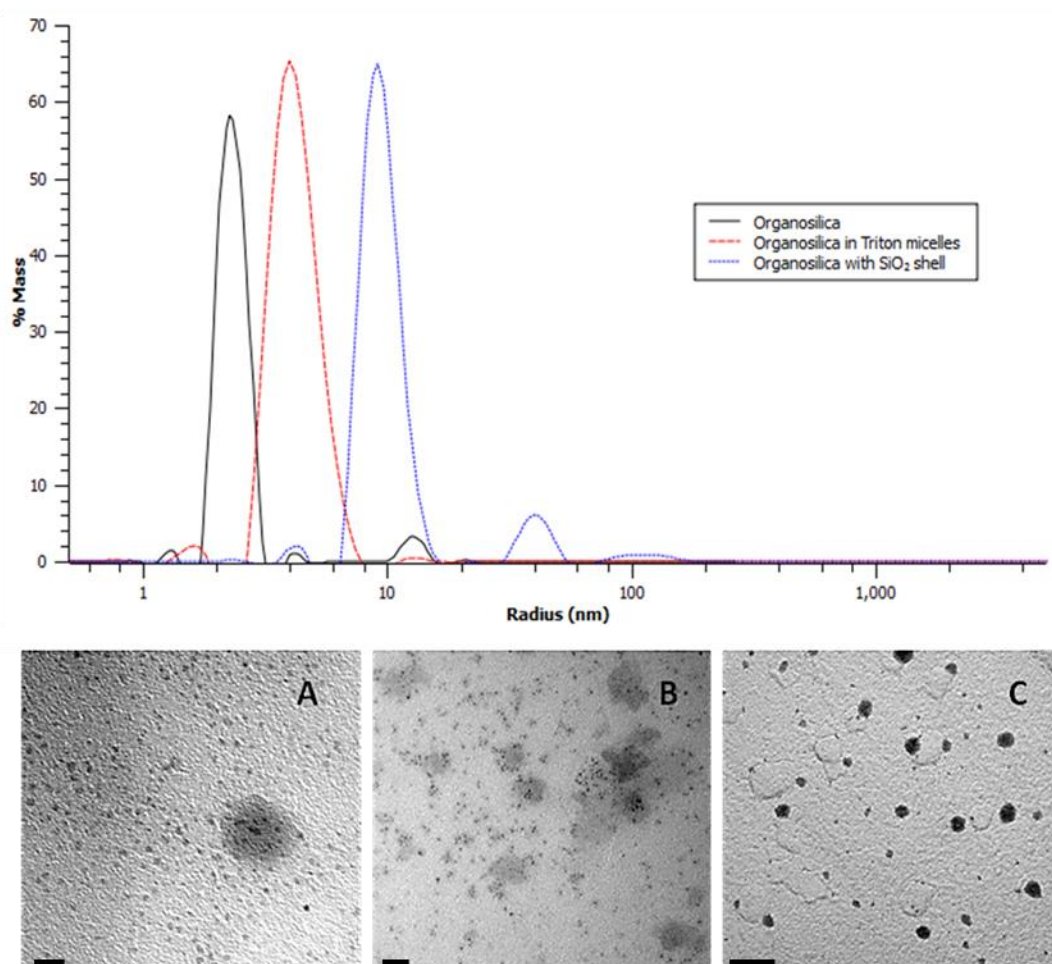 70
60
50
40
30
20
10
0
% Mass
1
10
100
1,000
Radius (nm)
Organosilica
Organosilica in Triton micelles
Organosilica with SiO₂ shell
A
B
C